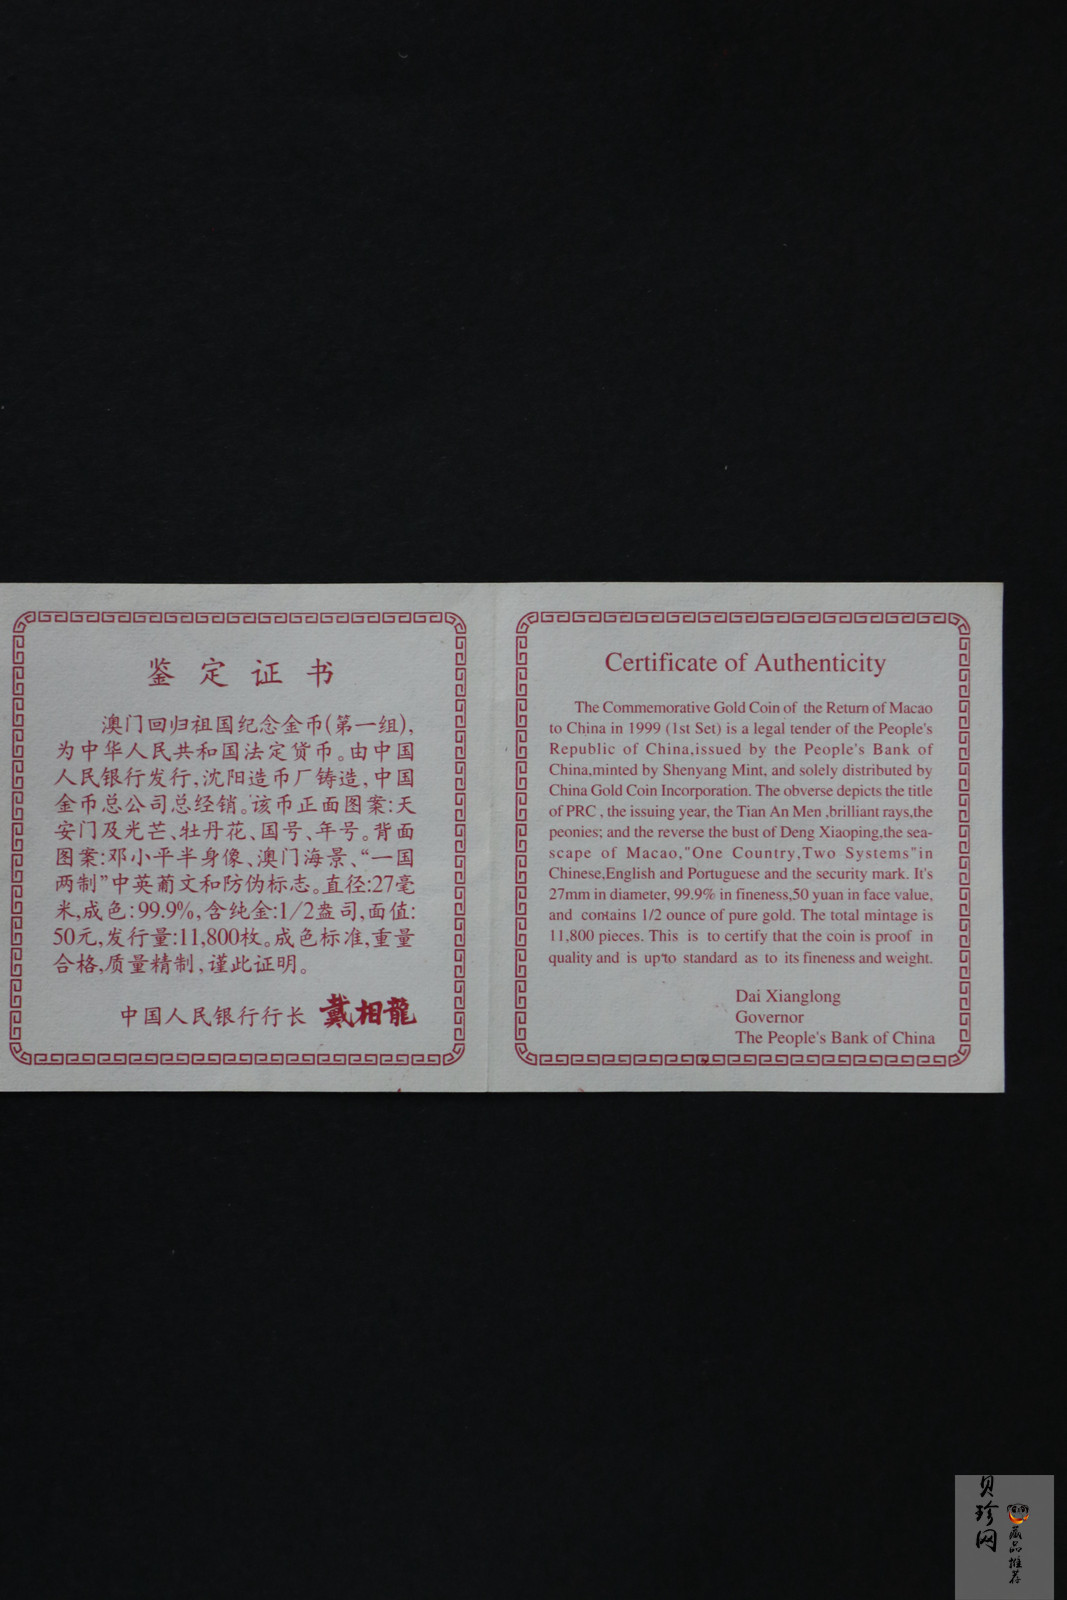 鉴定证书
澳门回归祖国纪念金币(第一组),
为中华人民共和国法定货币。由中国
人民银行发行,沈阳造币厂铸造,中国
金币总公司总经销。该币正面图案:天
安门及光芒、牡丹花、国号、年号。背面
图案:邓小平半身像、澳门海景、“一国
两制”中英葡文和防伪标志。直径:27毫
米,成色:99.9%,含纯金:1/2盎司,面值:
50元,发行量:11,800枚。成色标准,重量
合格,质量精制,谨此证明。
中国人民银行行长 戴相龍
Certificate of Authenticity
The Commemorative Gold Coin of the Return of Macao
to China in 1999 (1st Set) is a legal tender of the People's
Republic of China,issued by the People's Bank of
China,minted by Shenyang Mint, and solely distributed by
China Gold Coin Incorporation. The obverse depicts the title
of PRC , the issuing year, the Tian An Men ,brilliant rays,the
peonies; and the reverse the bust of Deng Xiaoping,the sea-
scape of Macao,"One Country,Two Systems"in
Chinese,English and Portuguese and the security mark. It's
27mm in diameter, 99.9% in fineness,50 yuan in face value,
and contains 1/2 ounce of pure gold. The total mintage is
11,800 pieces. This is to certify that the coin is proof in
quality and is up to standard as to its fineness and weight.
Dai Xianglong
Governor
The People's Bank of China
贝珍网
藏品推荐